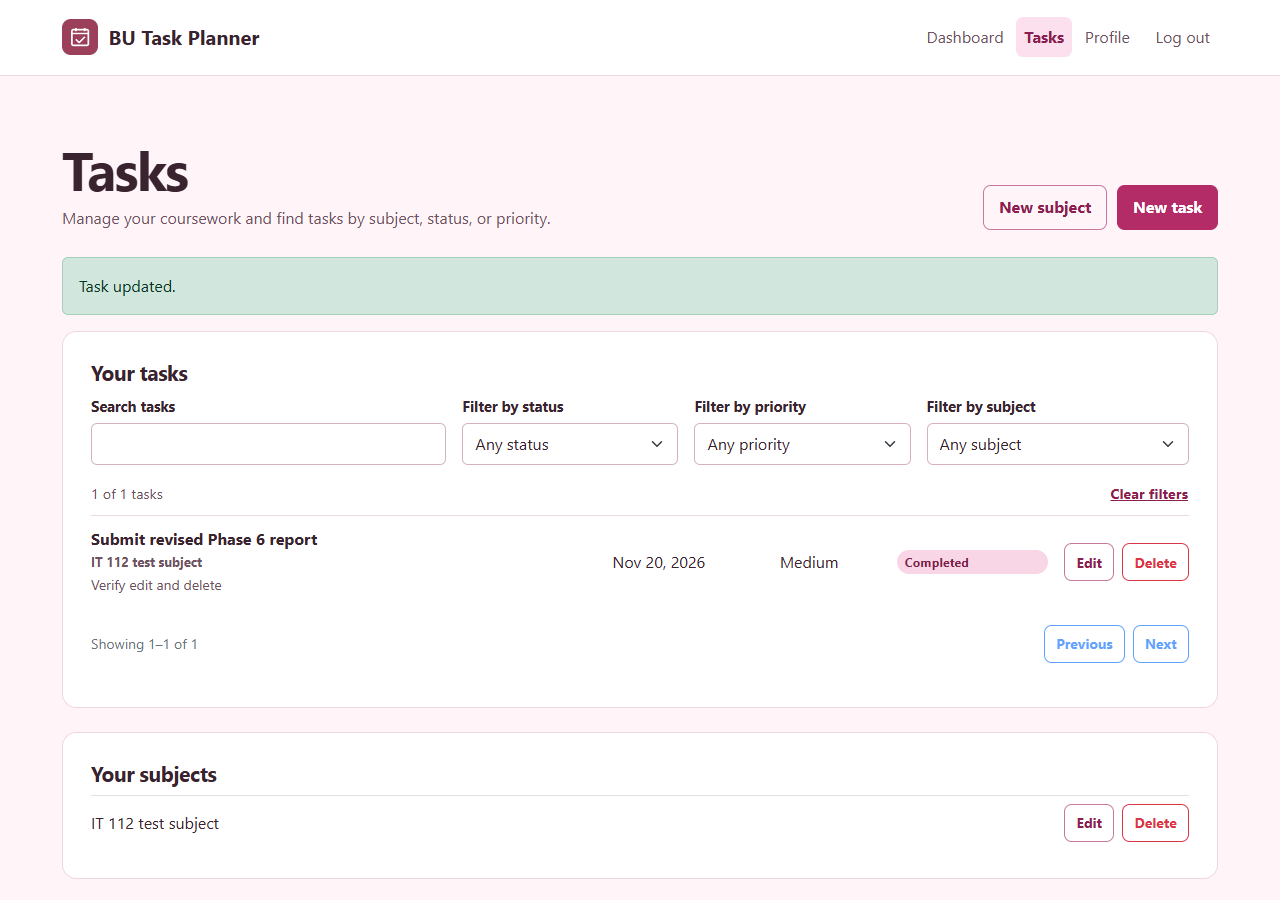 BU Task Planner
Dashboard Tasks Profile Log out
Tasks
Manage your coursework and find tasks by subject, status, or priority.
New subject New task
Task updated.
Your tasks
Search tasks Filter by status Filter by priority Filter by subject
Any status Any priority Any subject
1 of 1 tasks Clear filters
Submit revised Phase 6 report
IT 112 test subject
Verify edit and delete
Nov 20, 2026 Medium Completed Edit Delete
Showing 1–1 of 1 Previous Next
Your subjects
IT 112 test subject Edit Delete